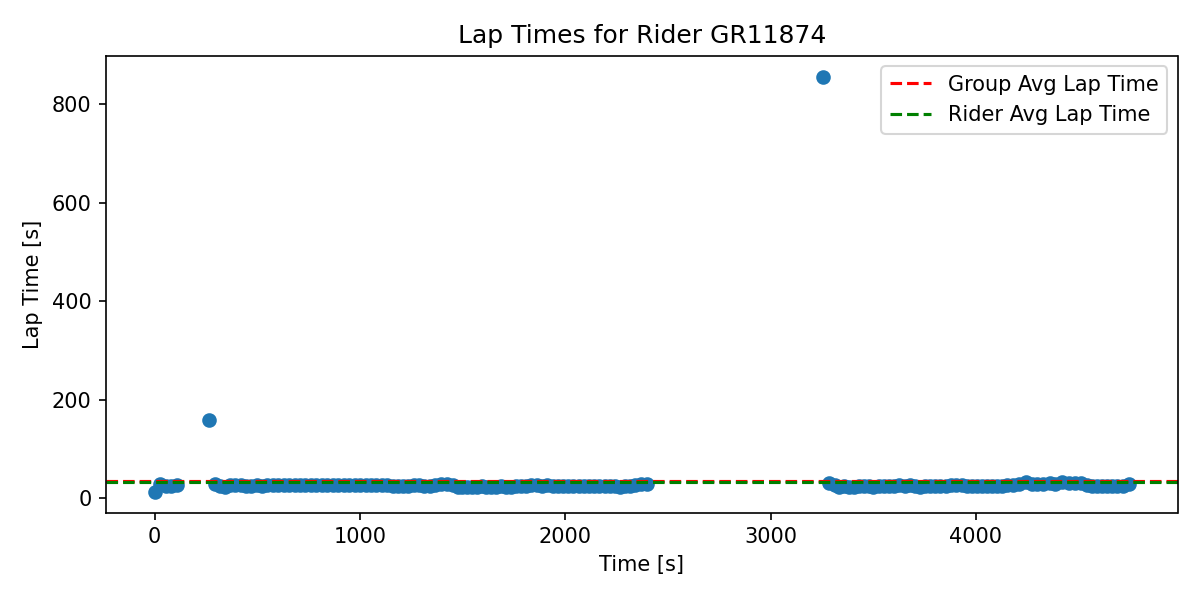 Lap Times for Rider GR11874
Group Avg Lap Time
Rider Avg Lap Time
Lap Time [s]
800
600
400
200
0
0 1000 2000 3000 4000
Time [s]